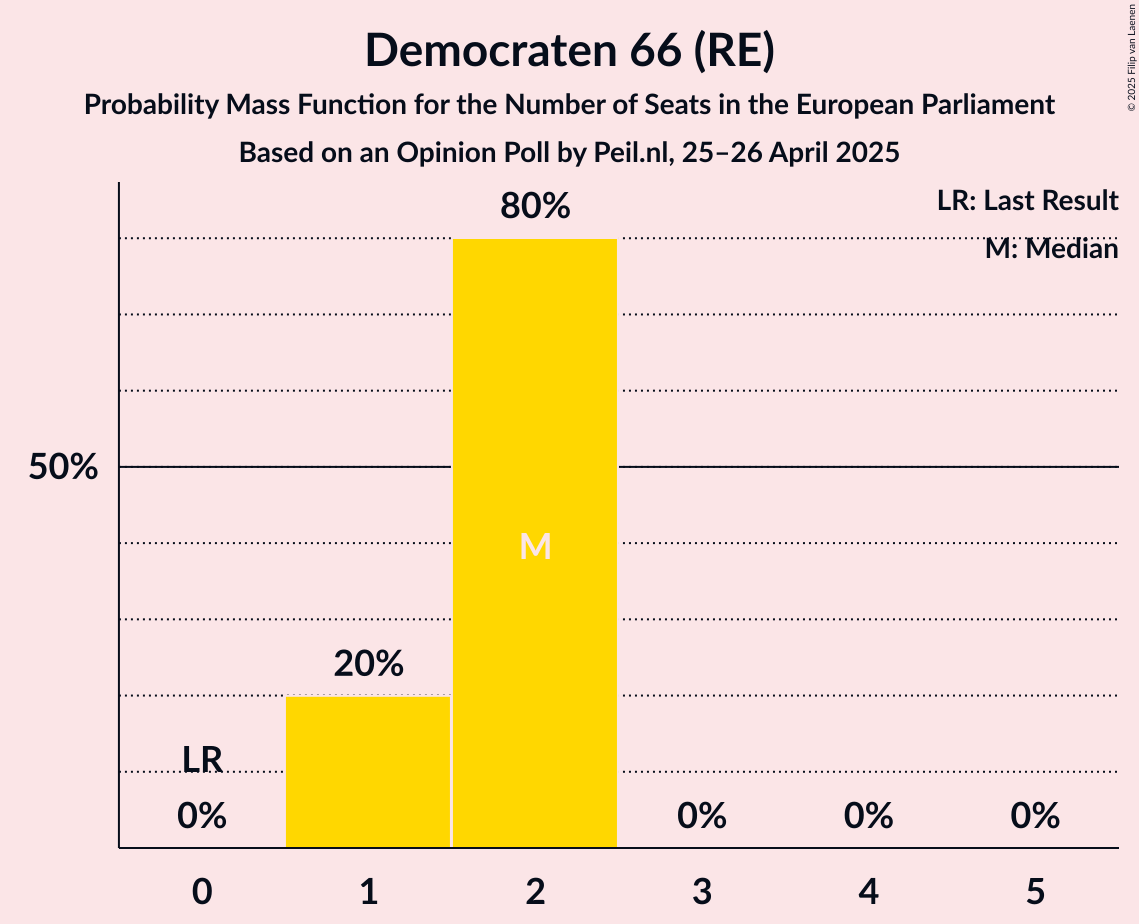 Democraten 66 (RE)
Probability Mass Function for the Number of Seats in the European Parliament
Based on an Opinion Poll by Peil.nl, 25–26 April 2025
© 2025 Filip van Laenen
LR: Last Result
M: Median
80%
50%
M
20%
LR
0%
0%
0%
0%
0
1
2
3
4
5